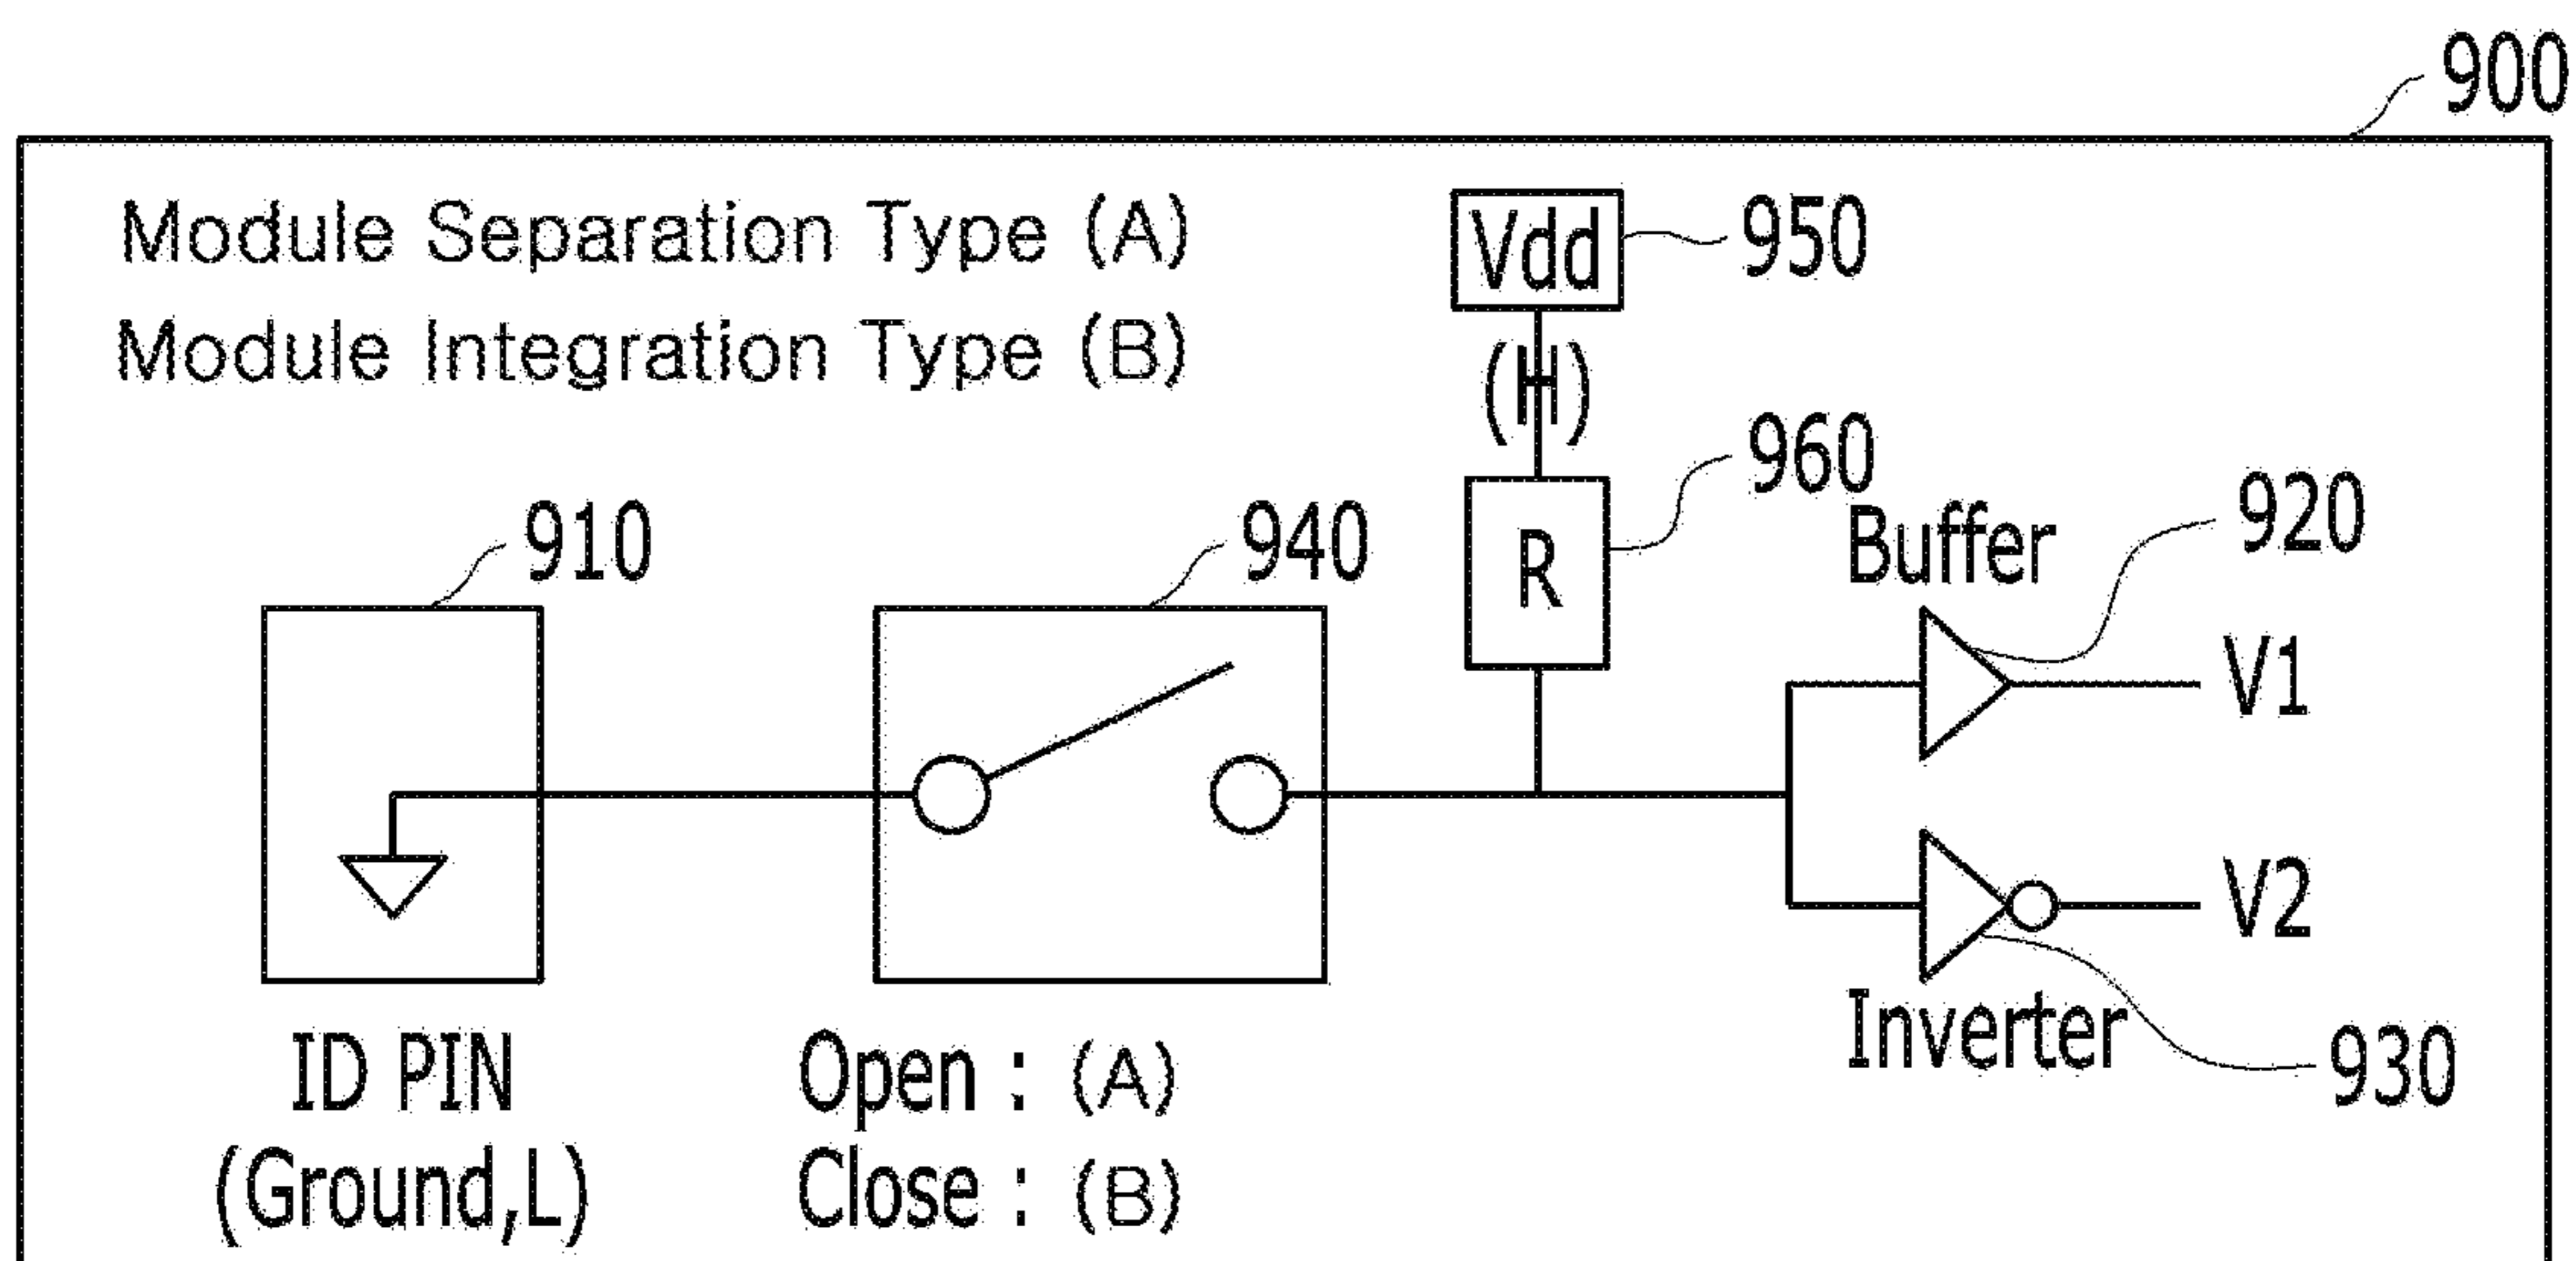 900
Module Separation Type (A)
Module Integration Type (B)
Vdd
950
(H)
960
R
910
940
Buffer
920
V1
V2
Inverter
930
ID PIN
(Ground,L)
Open : (A)
Close : (B)